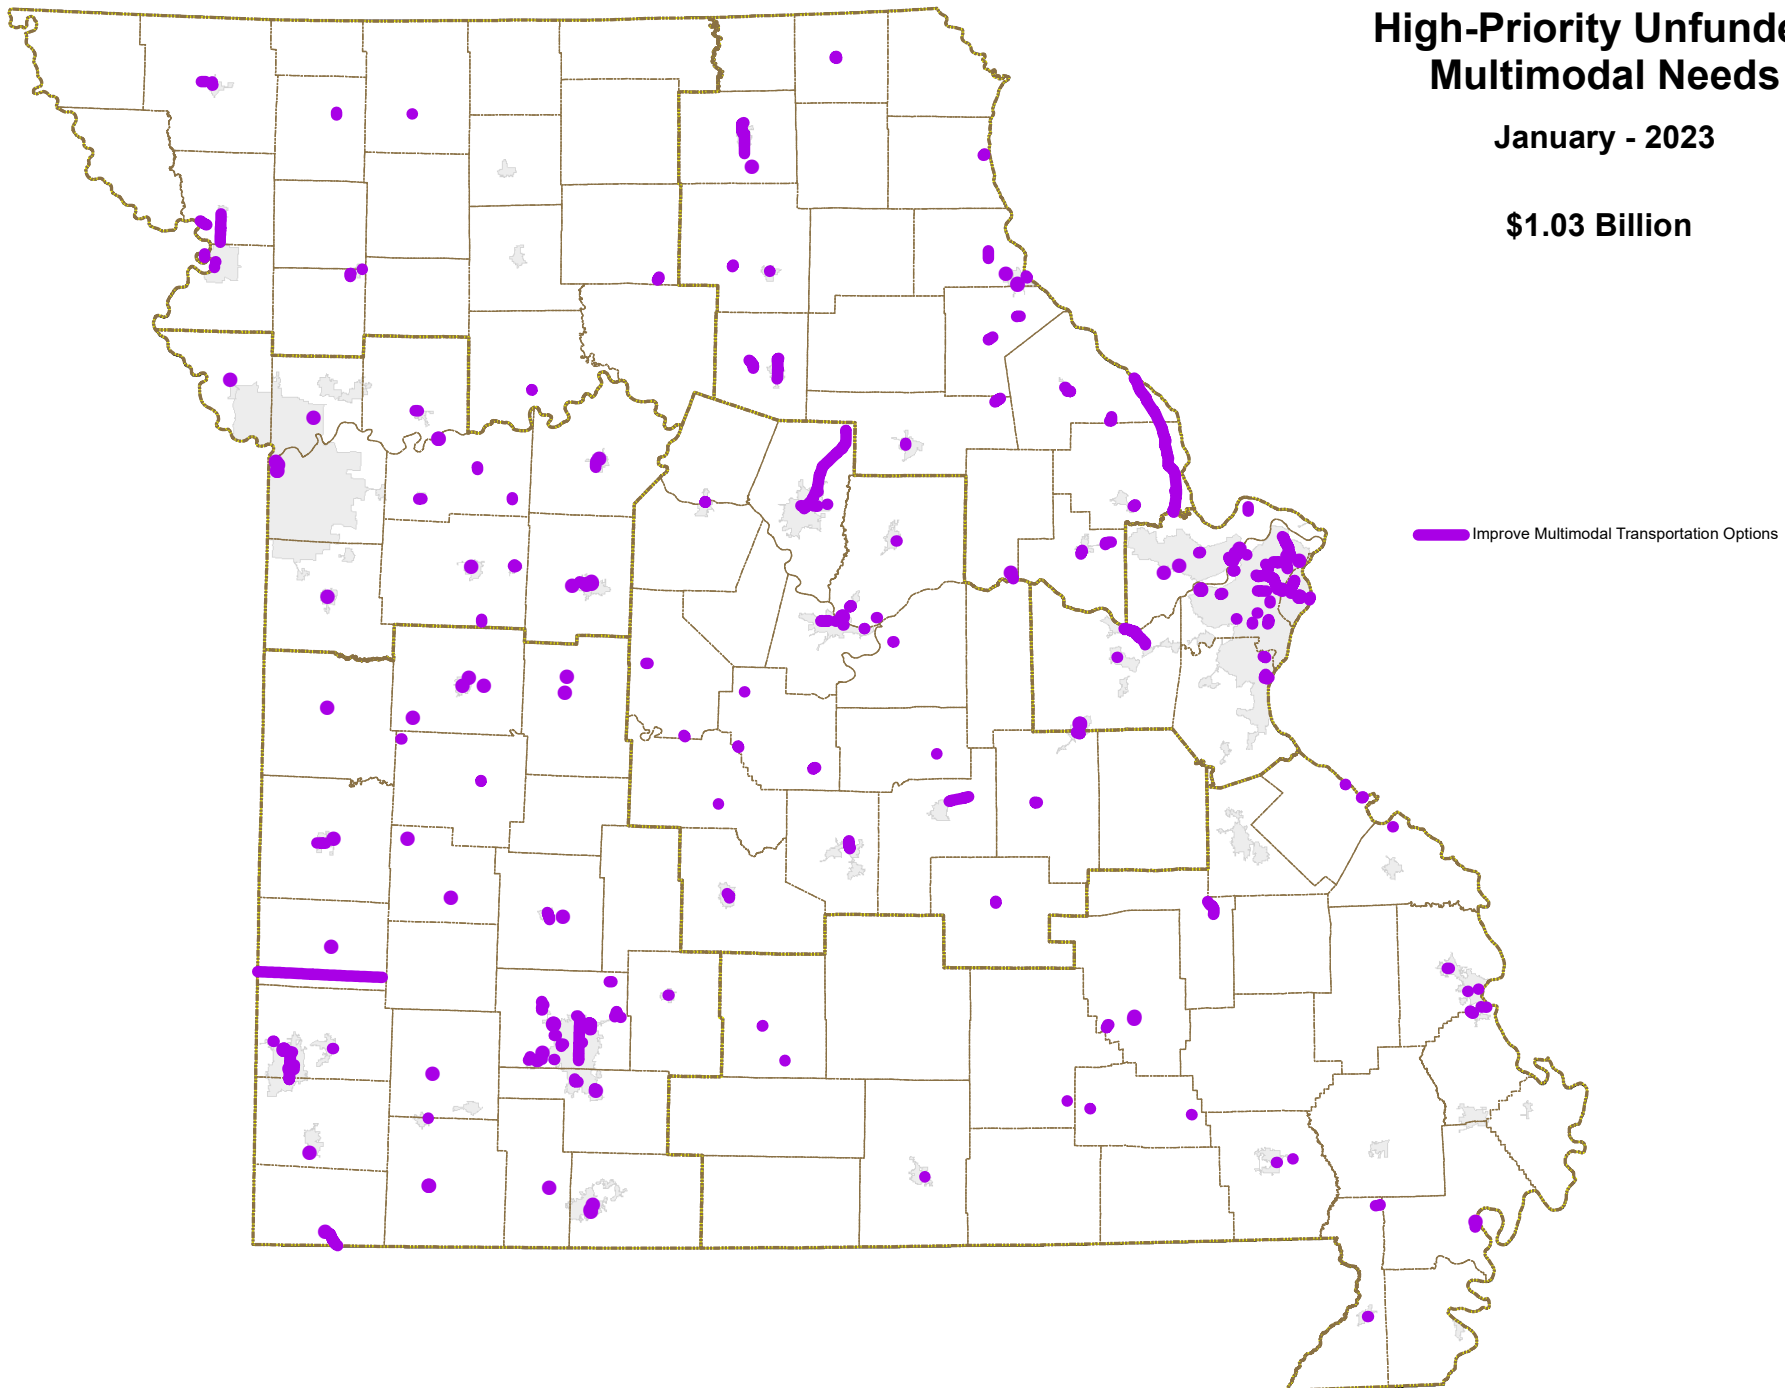 High-Priority Unfunde
Multimodal Needs
January - 2023
$1.03 Billion
Improve Multimodal Transportation Options